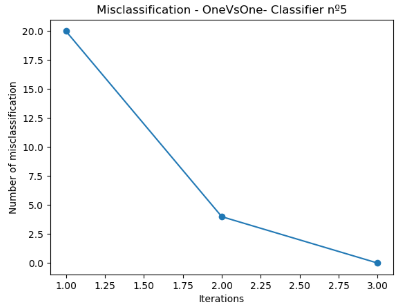 Misclassification - OneVsOne- Classifier nº5
20.0
17.5
15.0
12.5
10.0
7.5
5.0
2.5
0.0
Number of misclassification
1.00 1.25 1.50 1.75 2.00 2.25 2.50 2.75 3.00
Iterations